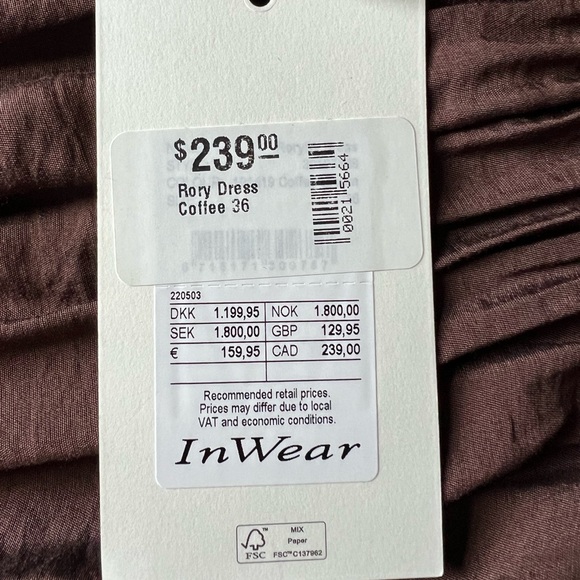 $239.00
Rory Dress
Coffee 36
00215664
220503
DKK 1.199,95 NOK 1.800,00
SEK 1.800,00 GBP 129,95
€ 159,95 CAD 239,00
Recommended retail prices.
Prices may differ due to local
VAT and economic conditions.
InWear
FSC
MIX
Paper
FSC™ C137962